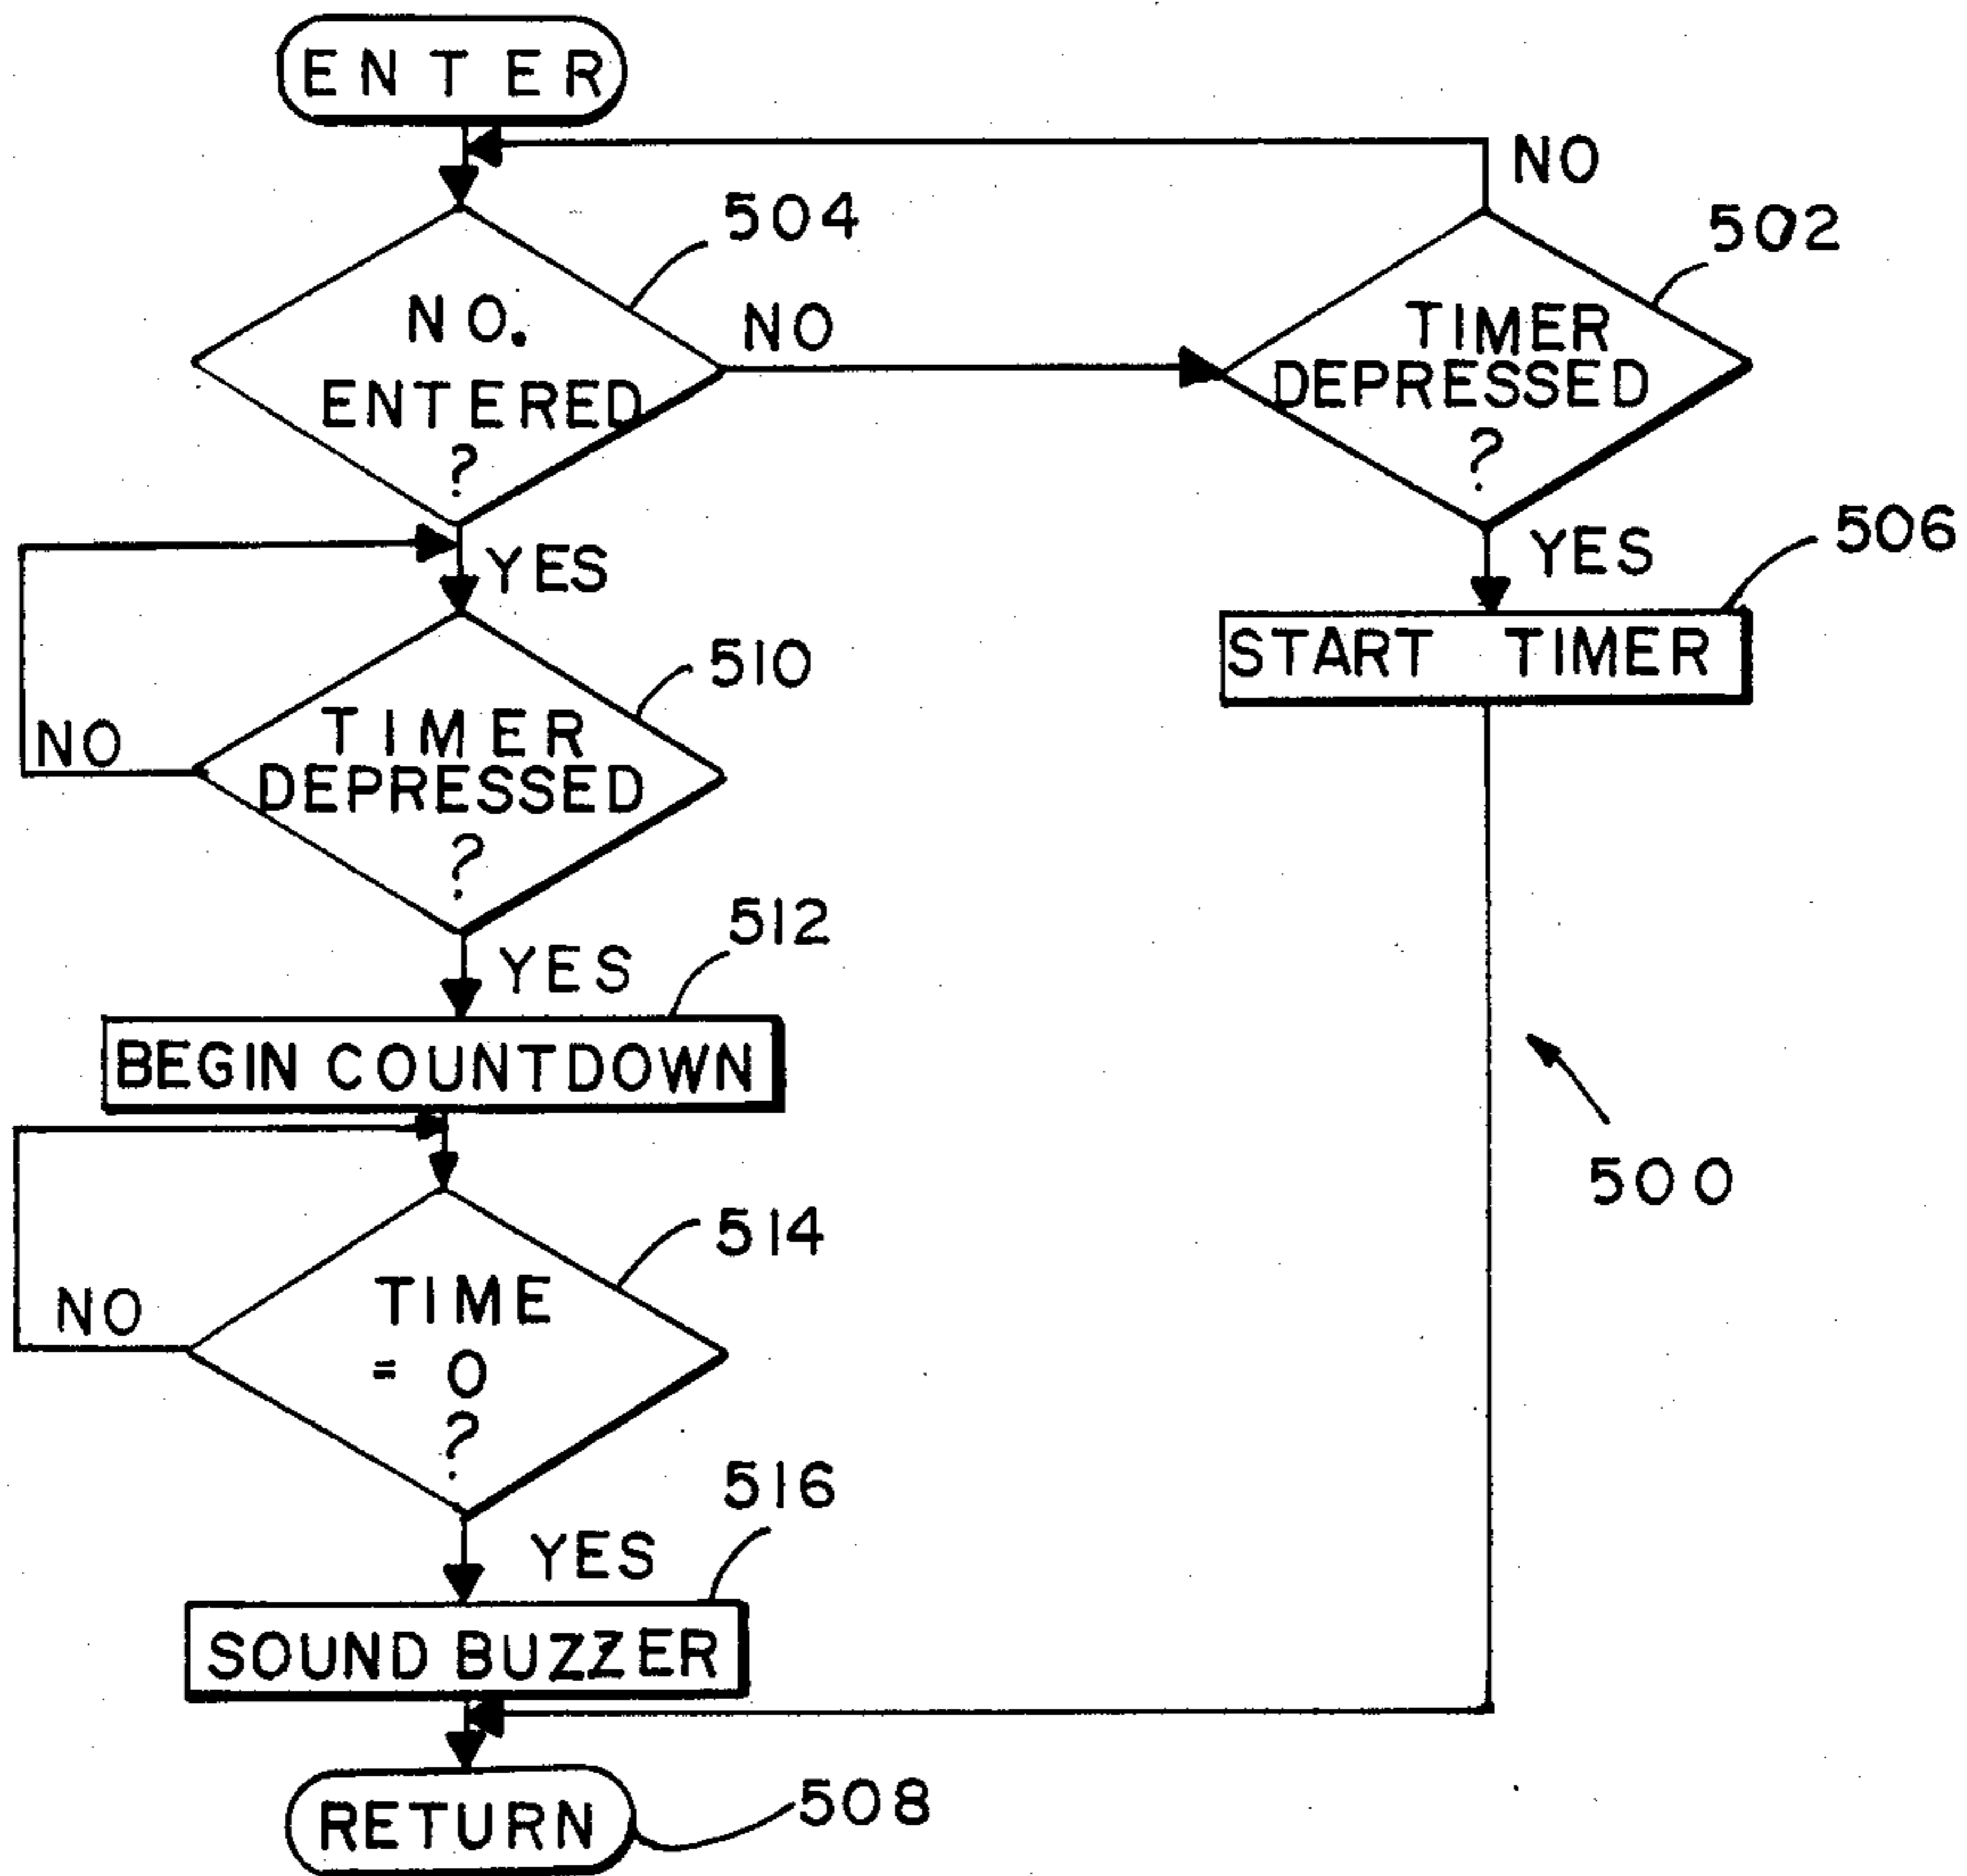 ENTER
NO
504
502
NO.
ENTERED
?
NO
TIMER
DEPRESSED
?
YES
YES
506
START TIMER
510
NO
TIMER
DEPRESSED
?
512
YES
BEGIN COUNTDOWN
500
514
NO
TIME
= 0
?
516
YES
SOUND BUZZER
RETURN
508